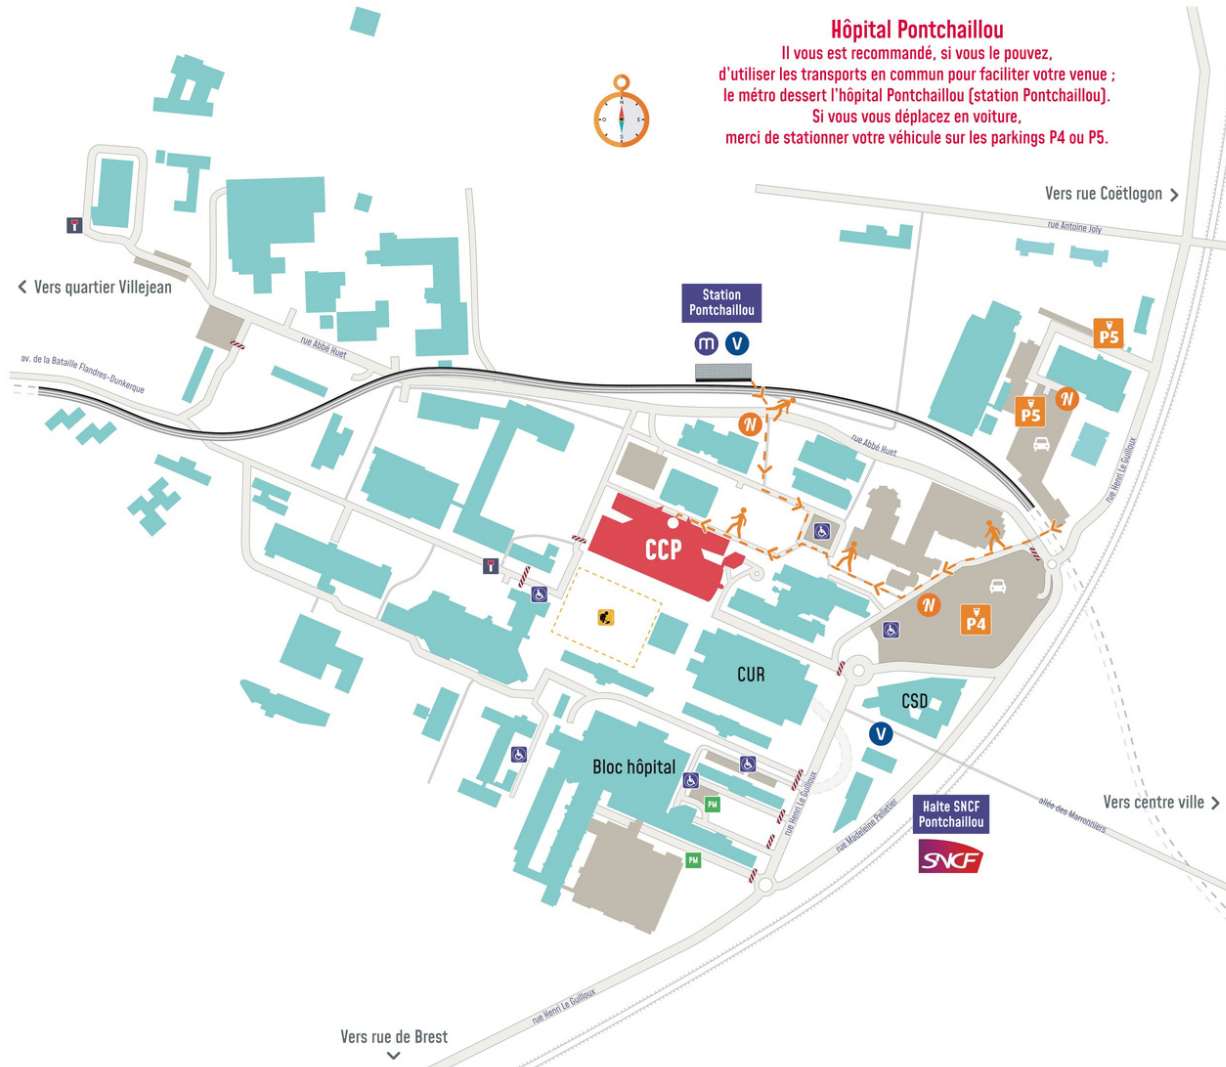 Hôpital Pontchaillou
Il vous est recommandé, si vous le pouvez,
d'utiliser les transports en commun pour faciliter votre venue ;
le métro dessert l'hôpital Pontchaillou (station Pontchaillou).
Si vous vous déplacez en voiture,
merci de stationner votre véhicule sur les parkings P4 ou P5.
N
O
E
S
Vers rue Coëtlogon
rue Antoine Joly
Vers quartier Villejean
Station
Pontchaillou
m
V
P5
rue Abbé Huet
av. de la Bataille Flandres-Dunkerque
N
P5
N
rue Abbé Huet
rue Henri Le Guilloux
CCP
N
P4
CUR
CSD
V
Bloc hôpital
PM
PM
rue Henri Le Guilloux
rue Madeleine Pelletier
Halte SNCF
Pontchaillou
SNCF
allée des Marronniers
Vers centre ville
rue Henri Le Guilloux
Vers rue de Brest